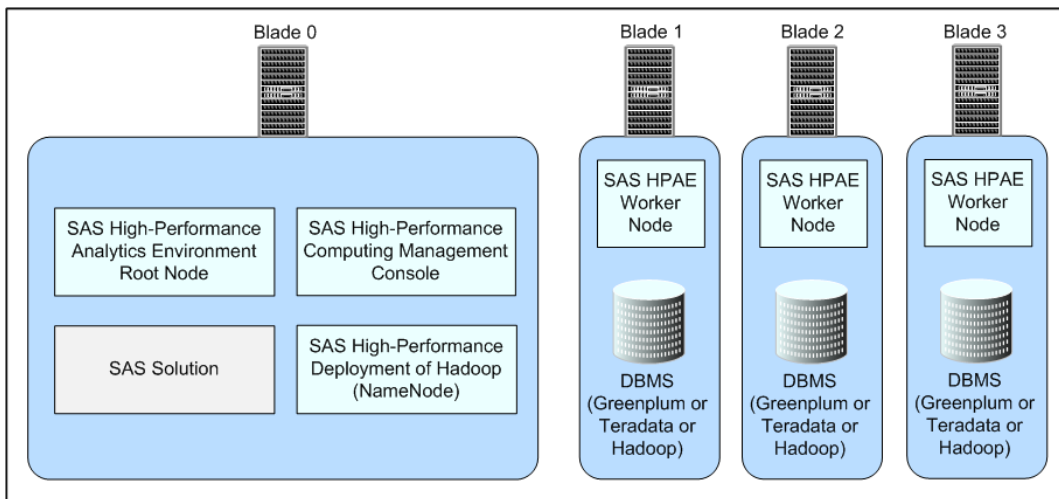 Blade 0
Blade 1
Blade 2
Blade 3
SAS High-Performance
Analytics Environment
Root Node
SAS High-Performance
Computing Management
Console
SAS Solution
SAS High-Performance
Deployment of Hadoop
(NameNode)
SAS HPAE
Worker
Node
DBMS
(Greenplum or
Teradata or
Hadoop)
SAS HPAE
Worker
Node
DBMS
(Greenplum or
Teradata or
Hadoop)
SAS HPAE
Worker
Node
DBMS
(Greenplum or
Teradata or
Hadoop)